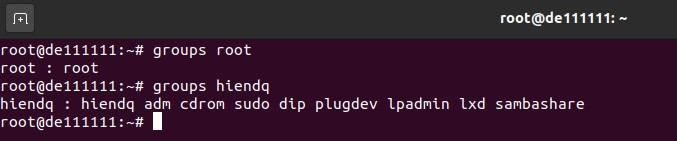 root@de111111: ~
root@de111111:~# groups root
root : root
root@de111111:~# groups hiendq
hiendq : hiendq adm cdrom sudo dip plugdev lpadmin lxd sambashare
root@de111111:~#